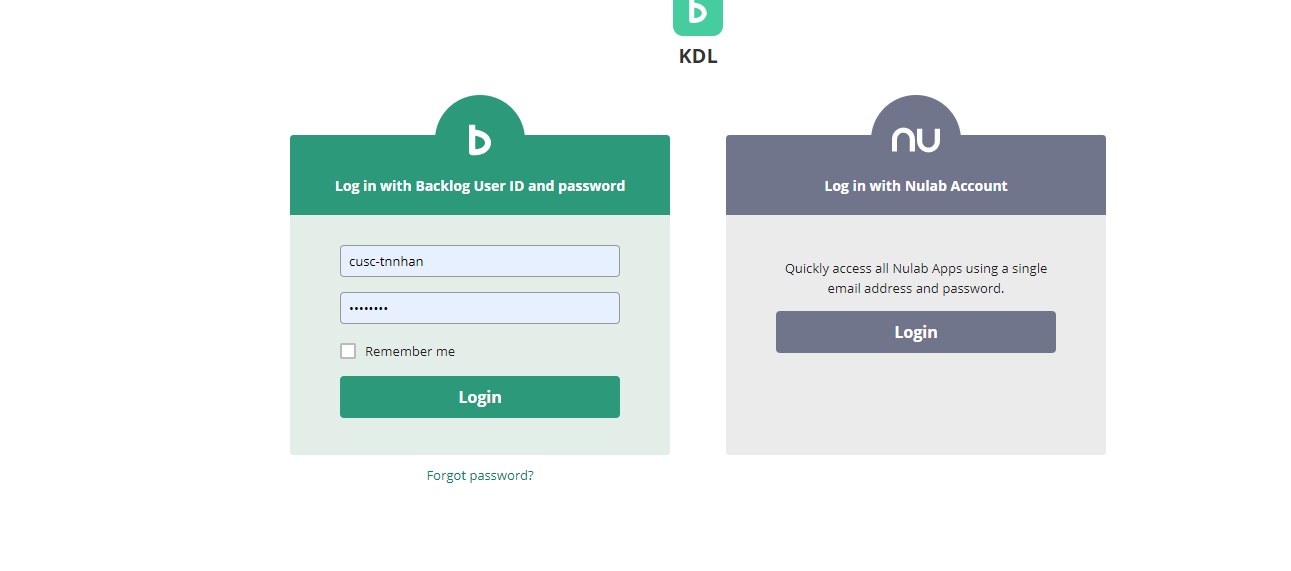 b
KDL
b
Log in with Backlog User ID and password
cusc-tnnhan
••••••••
Remember me
Login
Forgot password?
nu
Log in with Nulab Account
Quickly access all Nulab Apps using a single
email address and password.
Login